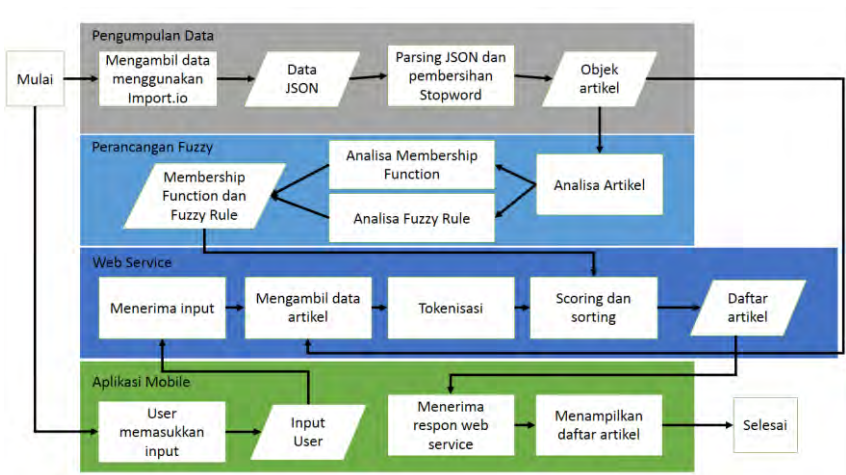 Pengumpulan Data
Mulai
Mengambil data
menggunakan
Import.io
Data
JSON
Parsing JSON dan
pembersihan
Stopword
Objek
artikel
Perancangan Fuzzy
Membership
Function dan
Fuzzy Rule
Analisa Membership
Function
Analisa Fuzzy Rule
Analisa Artikel
Web Service
Menerima input
Mengambil data
artikel
Tokenisasi
Scoring dan
sorting
Daftar
artikel
Aplikasi Mobile
User
memasukkan
input
Input
User
Menerima
respon web
service
Menampilkan
daftar artikel
Selesai